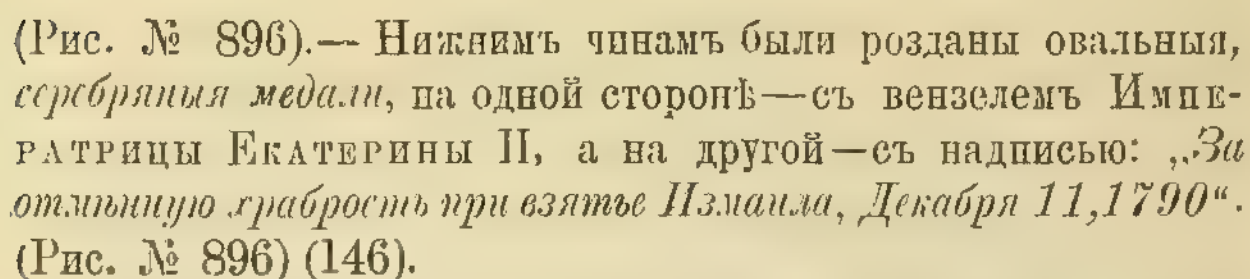 (Рис. № 896).— Нижнимъ чинамъ были розданы овальныя,
серебряныя медали, на одной сторонѣ—съ вензелемъ Импе-
ратрицы Екатерины II, а на другой—съ надписью: „За
отмѣнную храбрость при взятье Измаила, Декабря 11,1790“.
(Рис. № 896) (146).